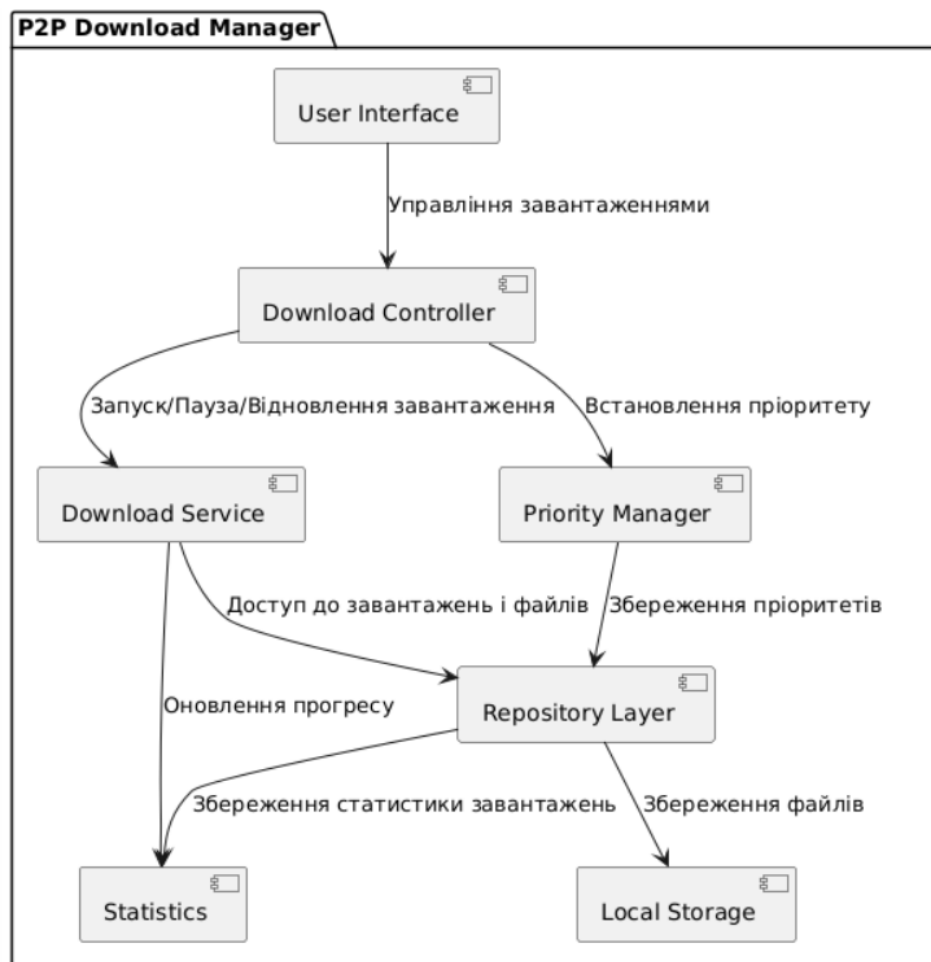 P2P Download Manager
User Interface
Управління завантаженнями
Download Controller
Запуск/Пауза/Відновлення завантаження
Встановлення пріоритету
Download Service
Priority Manager
Доступ до завантажень і файлів
Збереження пріоритетів
Оновлення прогресу
Repository Layer
Збереження статистики завантажень
Збереження файлів
Statistics
Local Storage